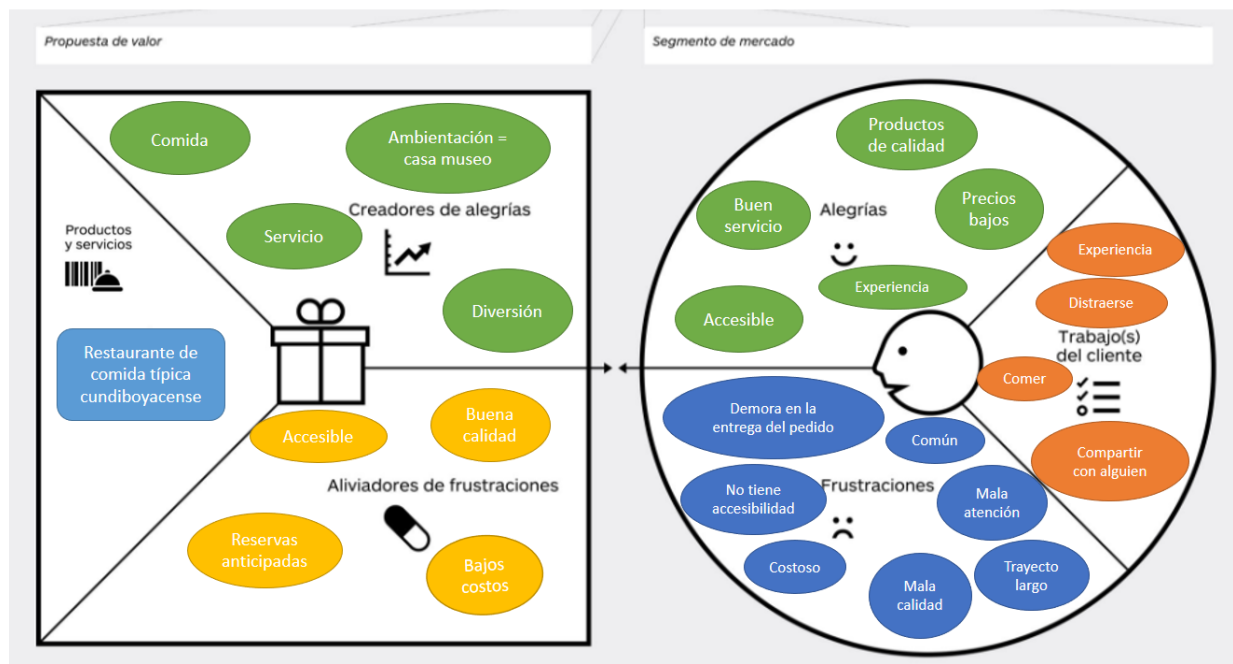 Propuesta de valor
Segmento de mercado
Comida
Ambientación =
casa museo
Creadores de alegrías
Servicio
Productos
y servicios
Diversión
Restaurante de
comida típica
cundiboyacense
Accesible
Buena
calidad
Aliviadores de frustraciones
Reservas
anticipadas
Bajos
costos
Productos
de calidad
Buen
servicio
Alegrías
Precios
bajos
Experiencia
Accesible
Experiencia
Distraerse
Trabajo(s)
del cliente
Comer
Compartir
con alguien
Demora en la
entrega del pedido
Común
No tiene
accesibilidad
Frustraciones
Mala
atención
Costoso
Mala
calidad
Trayecto
largo